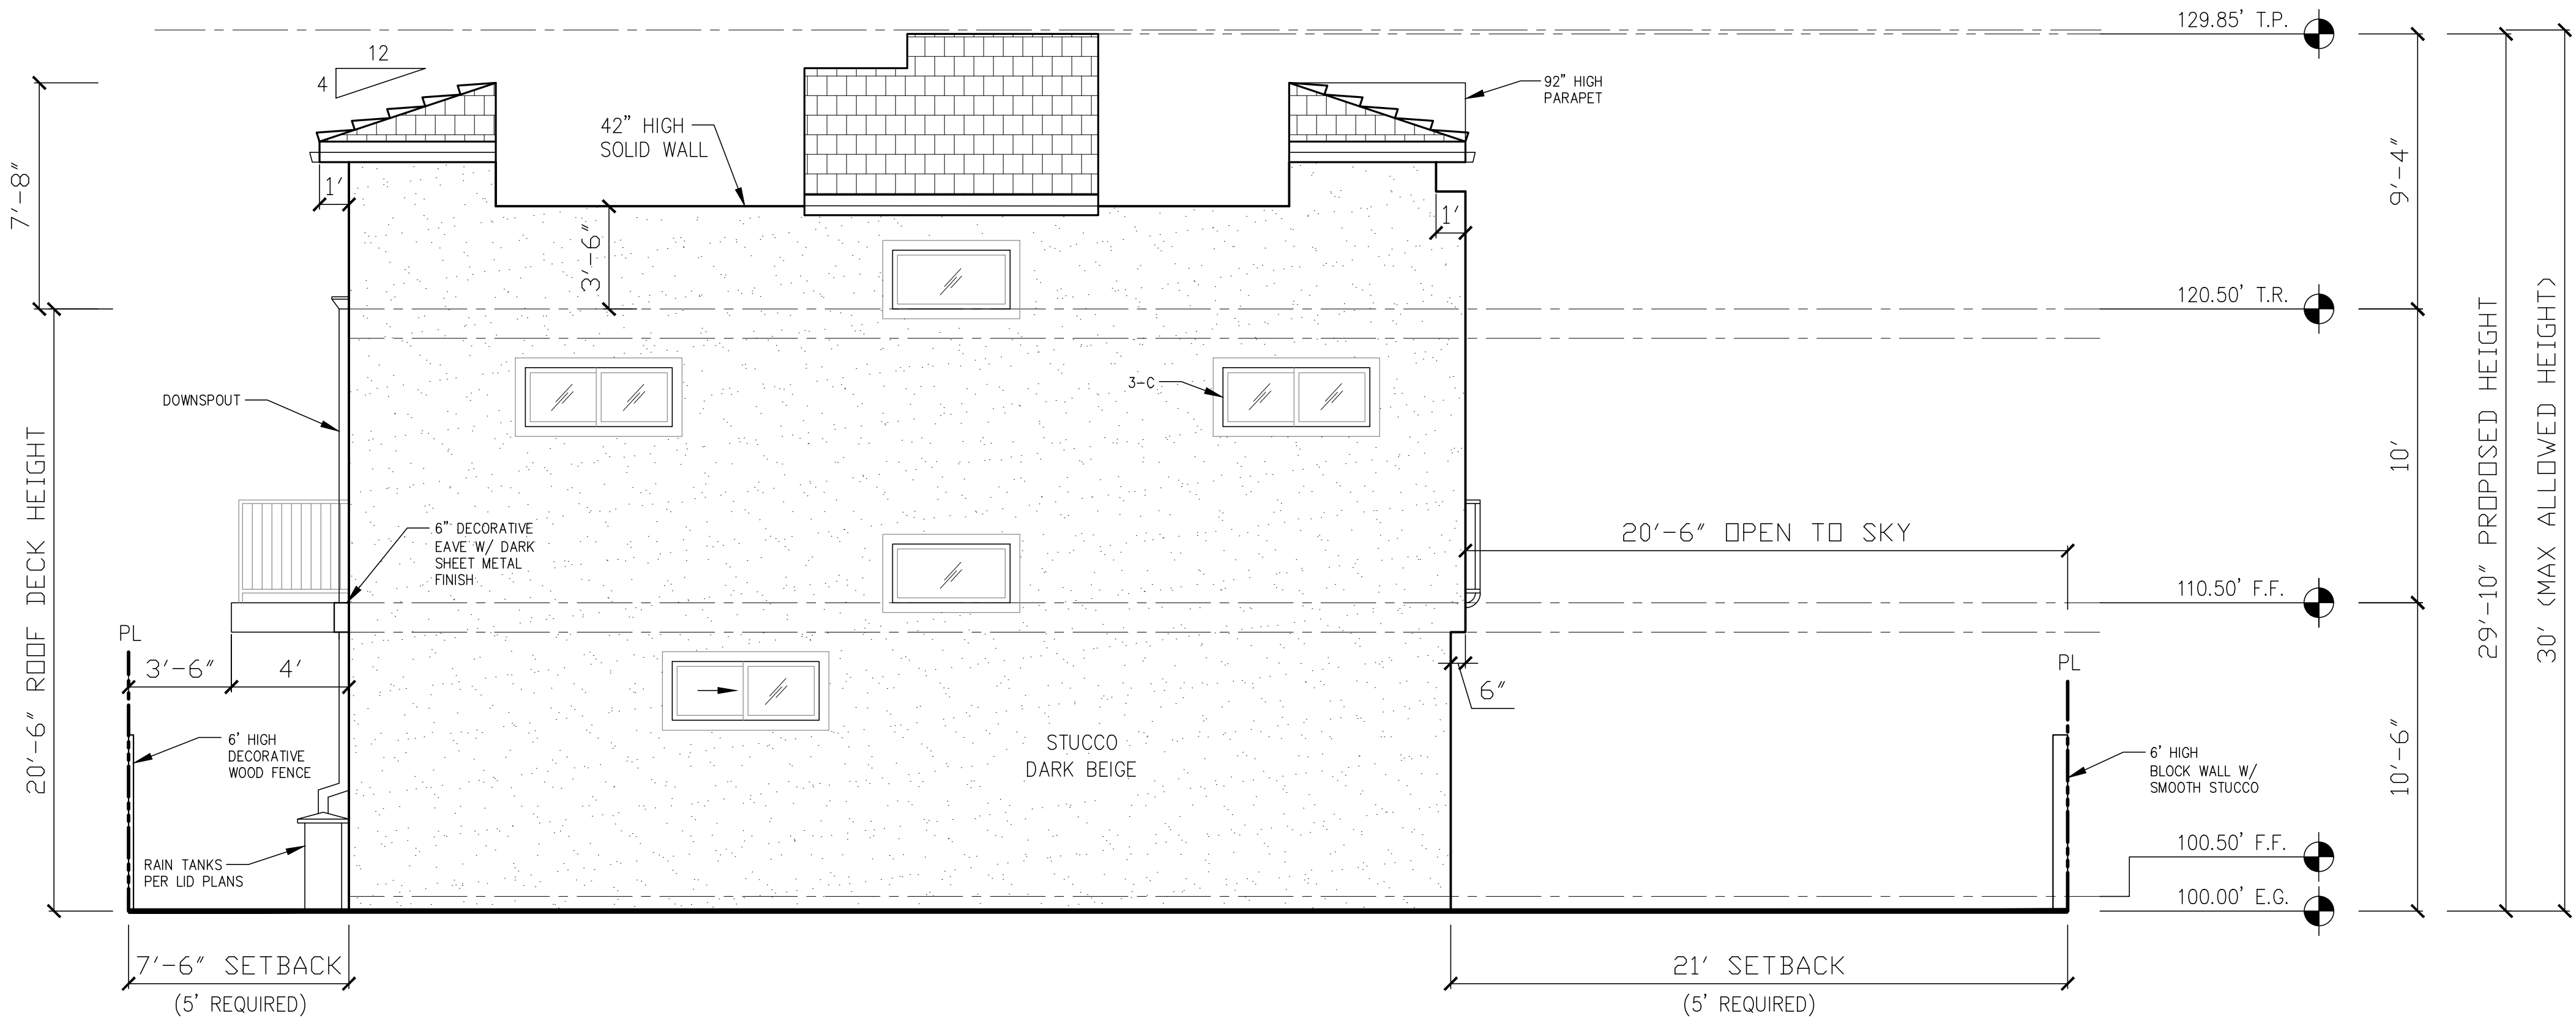 129.85' T.P.
12
4
92" HIGH
PARAPET
42" HIGH
SOLID WALL
7'-8"
1'
9'-4"
1'
3'-6"
120.50' T.R.
3-C
DOWNSPOUT
20'-6" ROOF DECK HEIGHT
10'
29'-10" PROPOSED HEIGHT
30' (MAX ALLOWED HEIGHT)
6" DECORATIVE
EAVE W/ DARK
SHEET METAL
FINISH
20'-6" OPEN TO SKY
110.50' F.F.
PL
3'-6"
4'
PL
6"
6' HIGH
DECORATIVE
WOOD FENCE
STUCCO
DARK BEIGE
6' HIGH
BLOCK WALL W/
SMOOTH STUCCO
10'-6"
RAIN TANKS
PER LID PLANS
100.50' F.F.
100.00' E.G.
7'-6" SETBACK
(5' REQUIRED)
21' SETBACK
(5' REQUIRED)